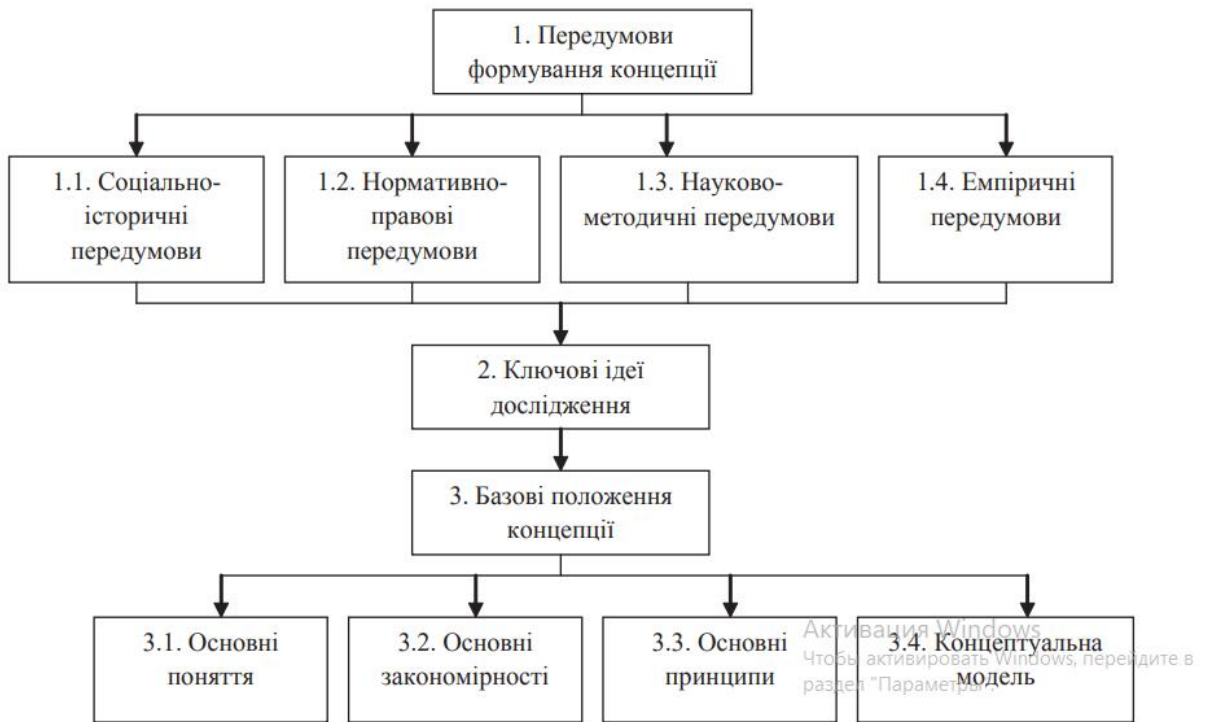 1. Передумови
формування концепції
1.1. Соціально-
історичні
передумови
1.2. Нормативно-
правові
передумови
1.3. Науково-
методичні передумови
1.4. Емпіричні
передумови
2. Ключові ідеї
дослідження
3. Базові положення
концепції
3.1. Основні
поняття
3.2. Основні
закономірності
3.3. Основні
принципи
3.4. Концептуальна
модель
Активация Windows
Чтобы активировать Windows, перейдите в
раздел "Параметры".